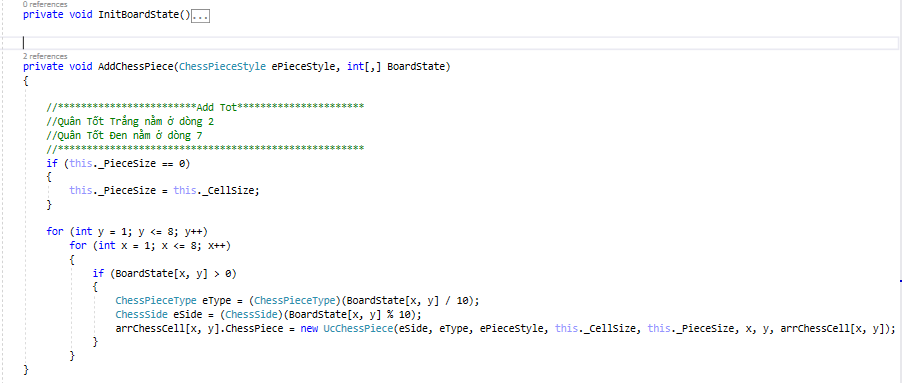 0 references
private void InitBoardState()...
2 references
private void AddChessPiece(ChessPieceStyle ePieceStyle, int[,] BoardState)
{
//************************Add Tot**********************
//Quân Tốt Trắng nằm ở dòng 2
//Quân Tốt Đen nằm ở dòng 7
//*****************************************************
if (this._PieceSize == 0)
{
this._PieceSize = this._CellSize;
}
for (int y = 1; y <= 8; y++)
for (int x = 1; x <= 8; x++)
{
if (BoardState[x, y] > 0)
{
ChessPieceType eType = (ChessPieceType)(BoardState[x, y] / 10);
ChessSide eSide = (ChessSide)(BoardState[x, y] % 10);
arrChessCell[x, y].ChessPiece = new UcChessPiece(eSide, eType, ePieceStyle, this._CellSize, this._PieceSize, x, y, arrChessCell[x, y]);
}
}
}